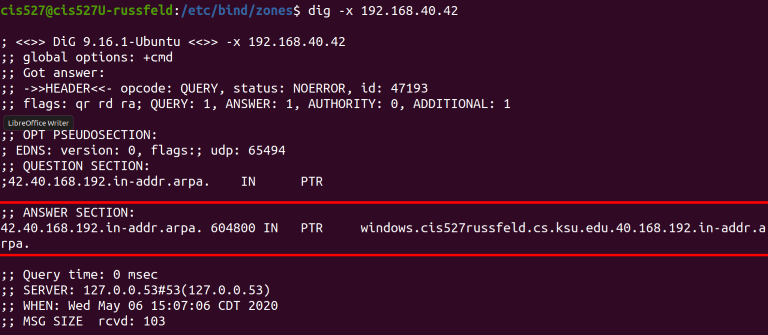 cis527@cis527U-russfeld:/etc/bind/zones$ dig -x 192.168.40.42
; <<>> DiG 9.16.1-Ubuntu <<>> -x 192.168.40.42
;; global options: +cmd
;; Got answer:
;; ->>HEADER<<- opcode: QUERY, status: NOERROR, id: 47193
;; flags: qr rd ra; QUERY: 1, ANSWER: 1, AUTHORITY: 0, ADDITIONAL: 1
LibreOffice Writer
;; OPT PSEUDOSECTION:
; EDNS: version: 0, flags:; udp: 65494
;; QUESTION SECTION:
;42.40.168.192.in-addr.arpa.    IN      PTR
;; ANSWER SECTION:
42.40.168.192.in-addr.arpa. 604800 IN   PTR     windows.cis527russfeld.cs.ksu.edu.40.168.192.in-addr.a
rpa.
;; Query time: 0 msec
;; SERVER: 127.0.0.53#53(127.0.0.53)
;; WHEN: Wed May 06 15:07:06 CDT 2020
;; MSG SIZE  rcvd: 103